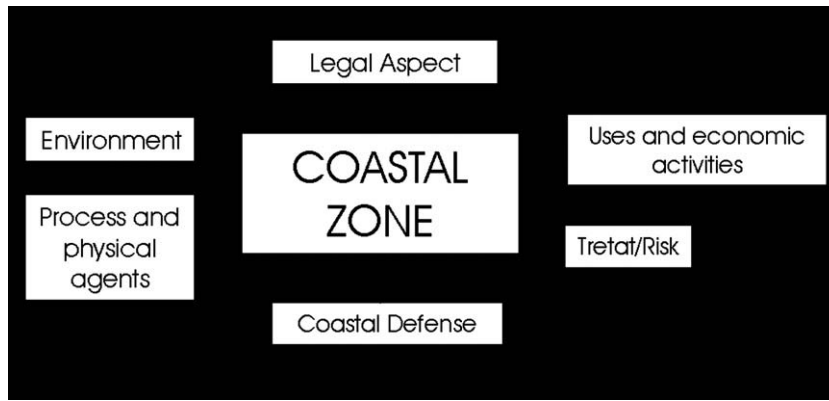 Legal Aspect
Environment
Uses and economic
activities
COASTAL
ZONE
Process and
physical
agents
Tretat/Risk
Coastal Defense